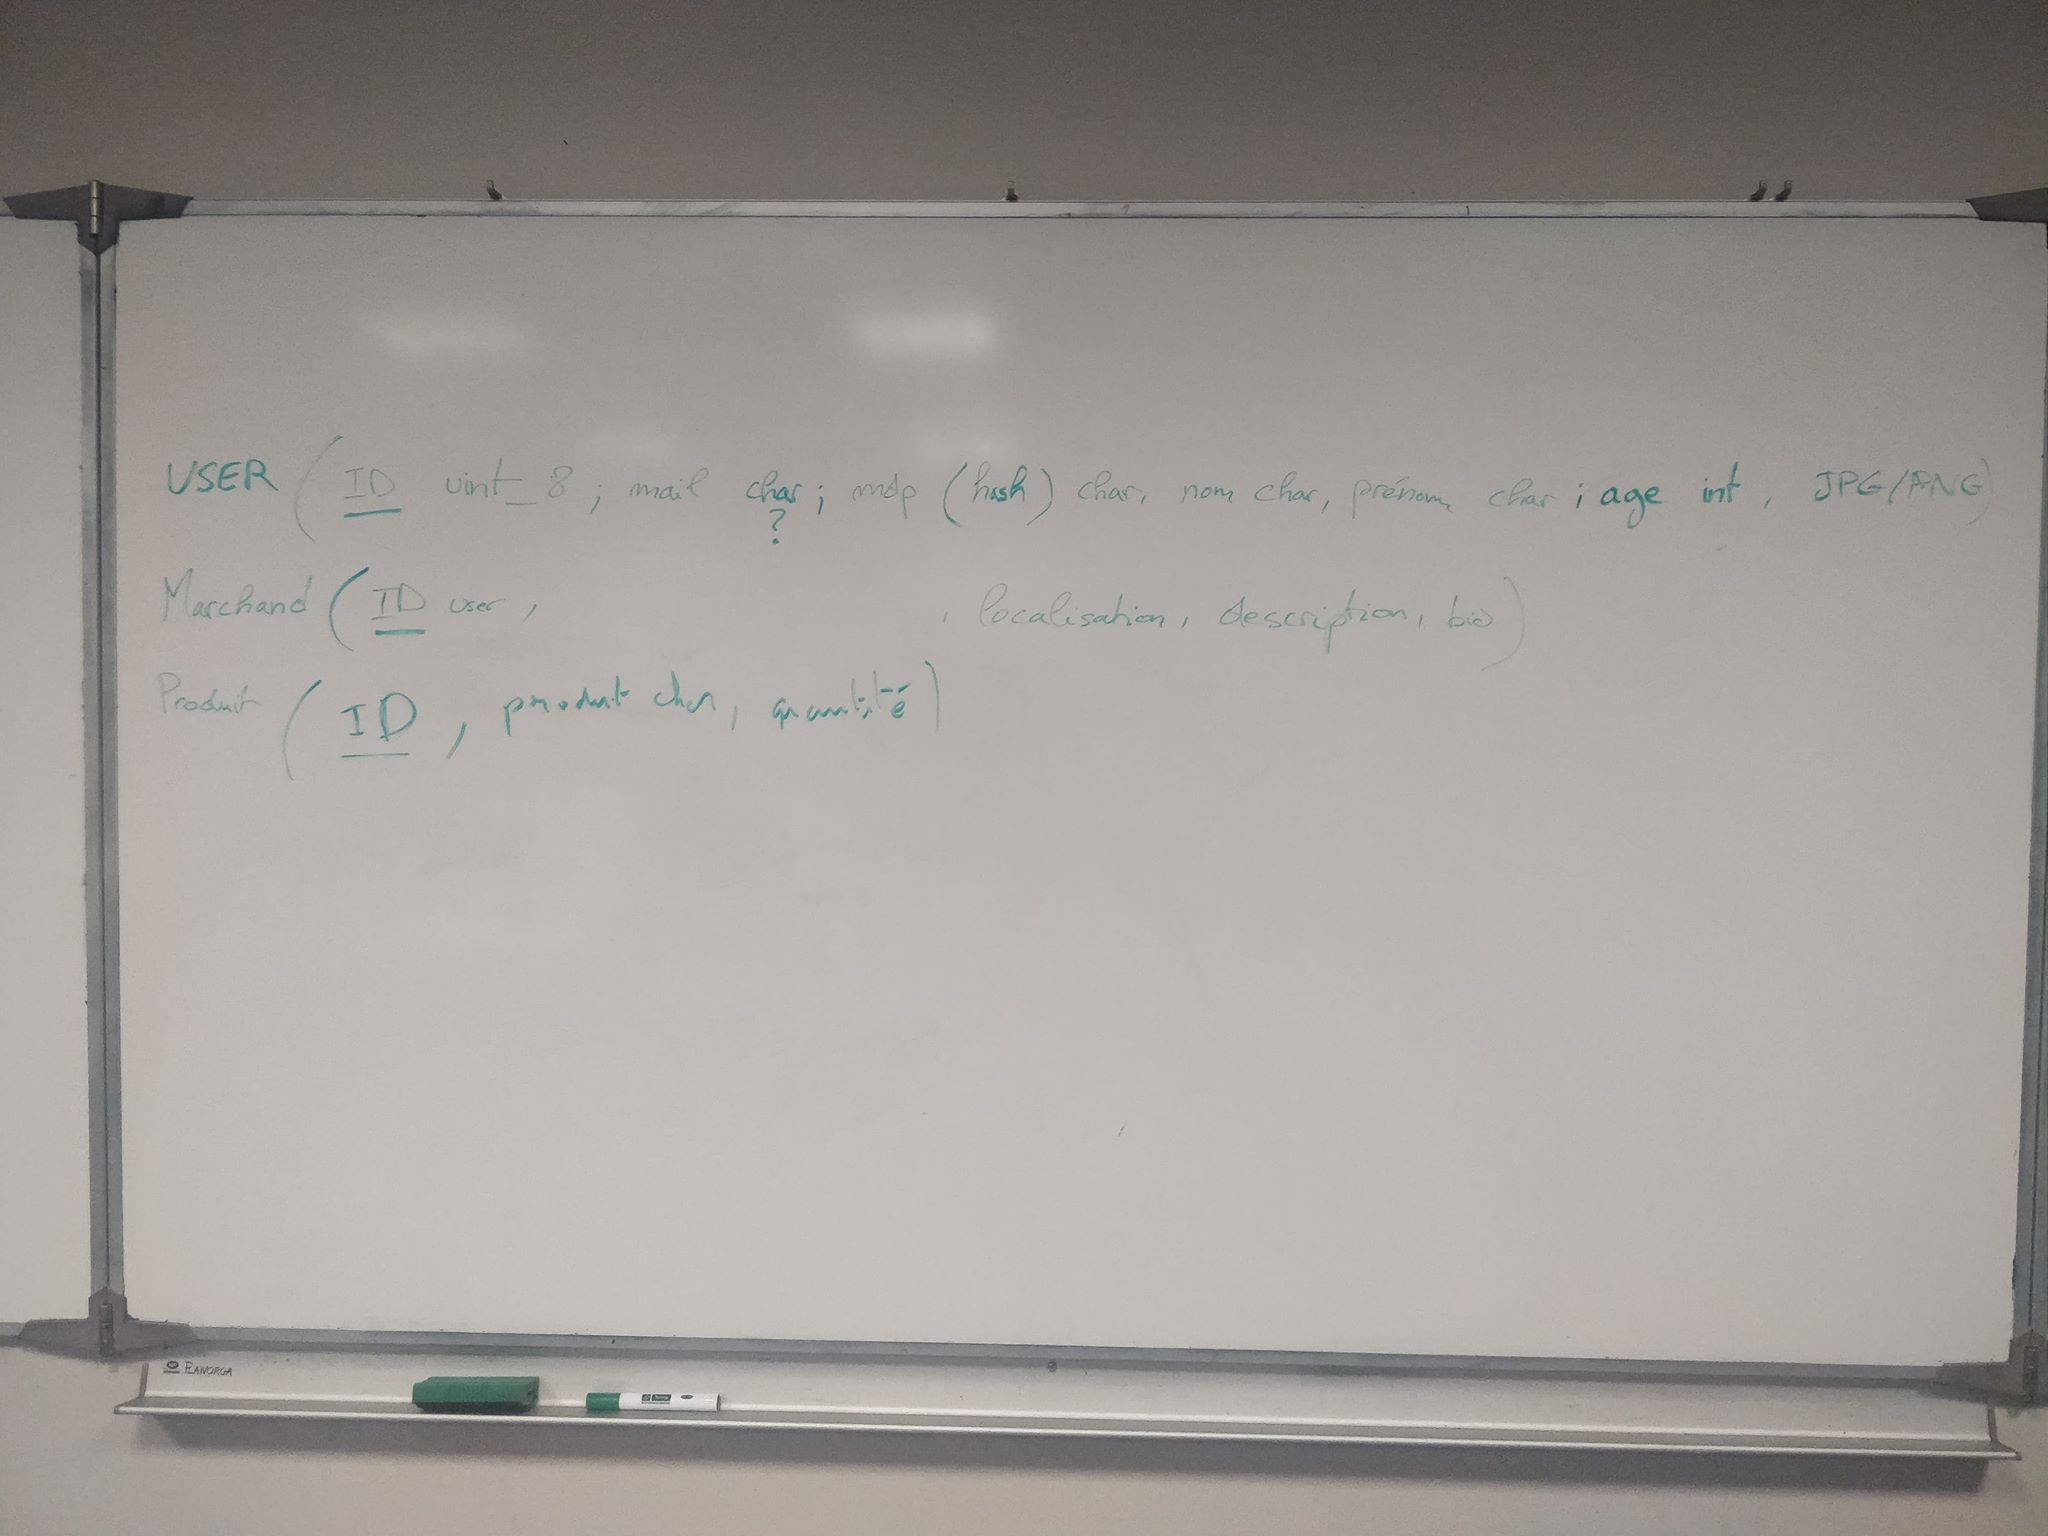 USER (ID uint_8 ; mail char ; mdp (hash) char, nom char, prénom char ; age int, JPG/PNG)
?
Marchand (ID user, , localisation, description, bio)
Produit (ID, produit char, quantité)
PLANORGA